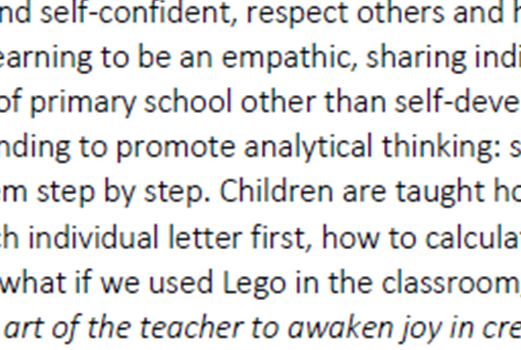 nd self-confident, respect others and h
earning to be an empathic, sharing indi
of primary school other than self-deve
nding to promote analytical thinking: s
em step by step. Children are taught ho
ch individual letter first, how to calcula
what if we used Lego in the classroom,
art of the teacher to awaken joy in cre